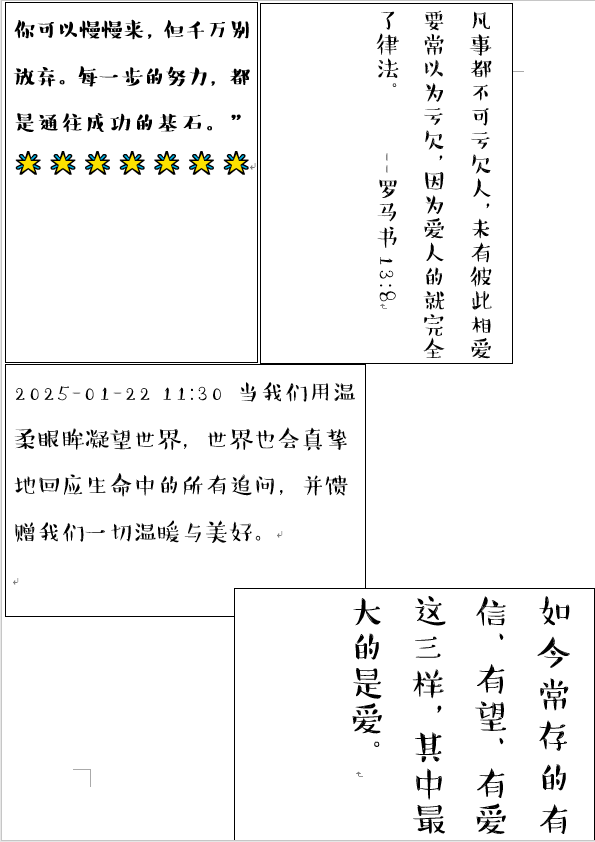 你可以慢慢来，但千万别
放弃。每一步的努力，都
是通往成功的基石。”
凡事都不可亏欠人，未有彼此相爱
要常以为亏欠，因为爱人的就完全
了律法。 --罗马书 13:8
2025-01-22 11:30 当我们用温
柔眼眸凝望世界，世界也会真挚
地回应生命中的所有追问，并馈
赠我们一切温暖与美好。
如今常存的有
信、有望、有爱
这三样，其中最
大的是爱。